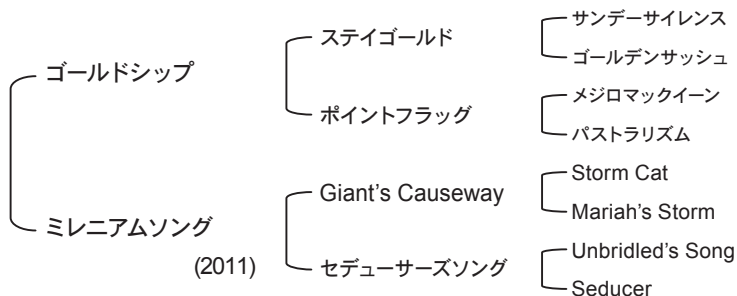 ゴールドシップ
ステイゴールド
サンデーサイレンス
ゴールデンサッシュ
ポイントフラッグ
メジロマックイーン
パストラリズム
ミレニアムソング
(2011)
Giant's Causeway
Storm Cat
Mariah's Storm
セデューサーズソング
Unbridled's Song
Seducer